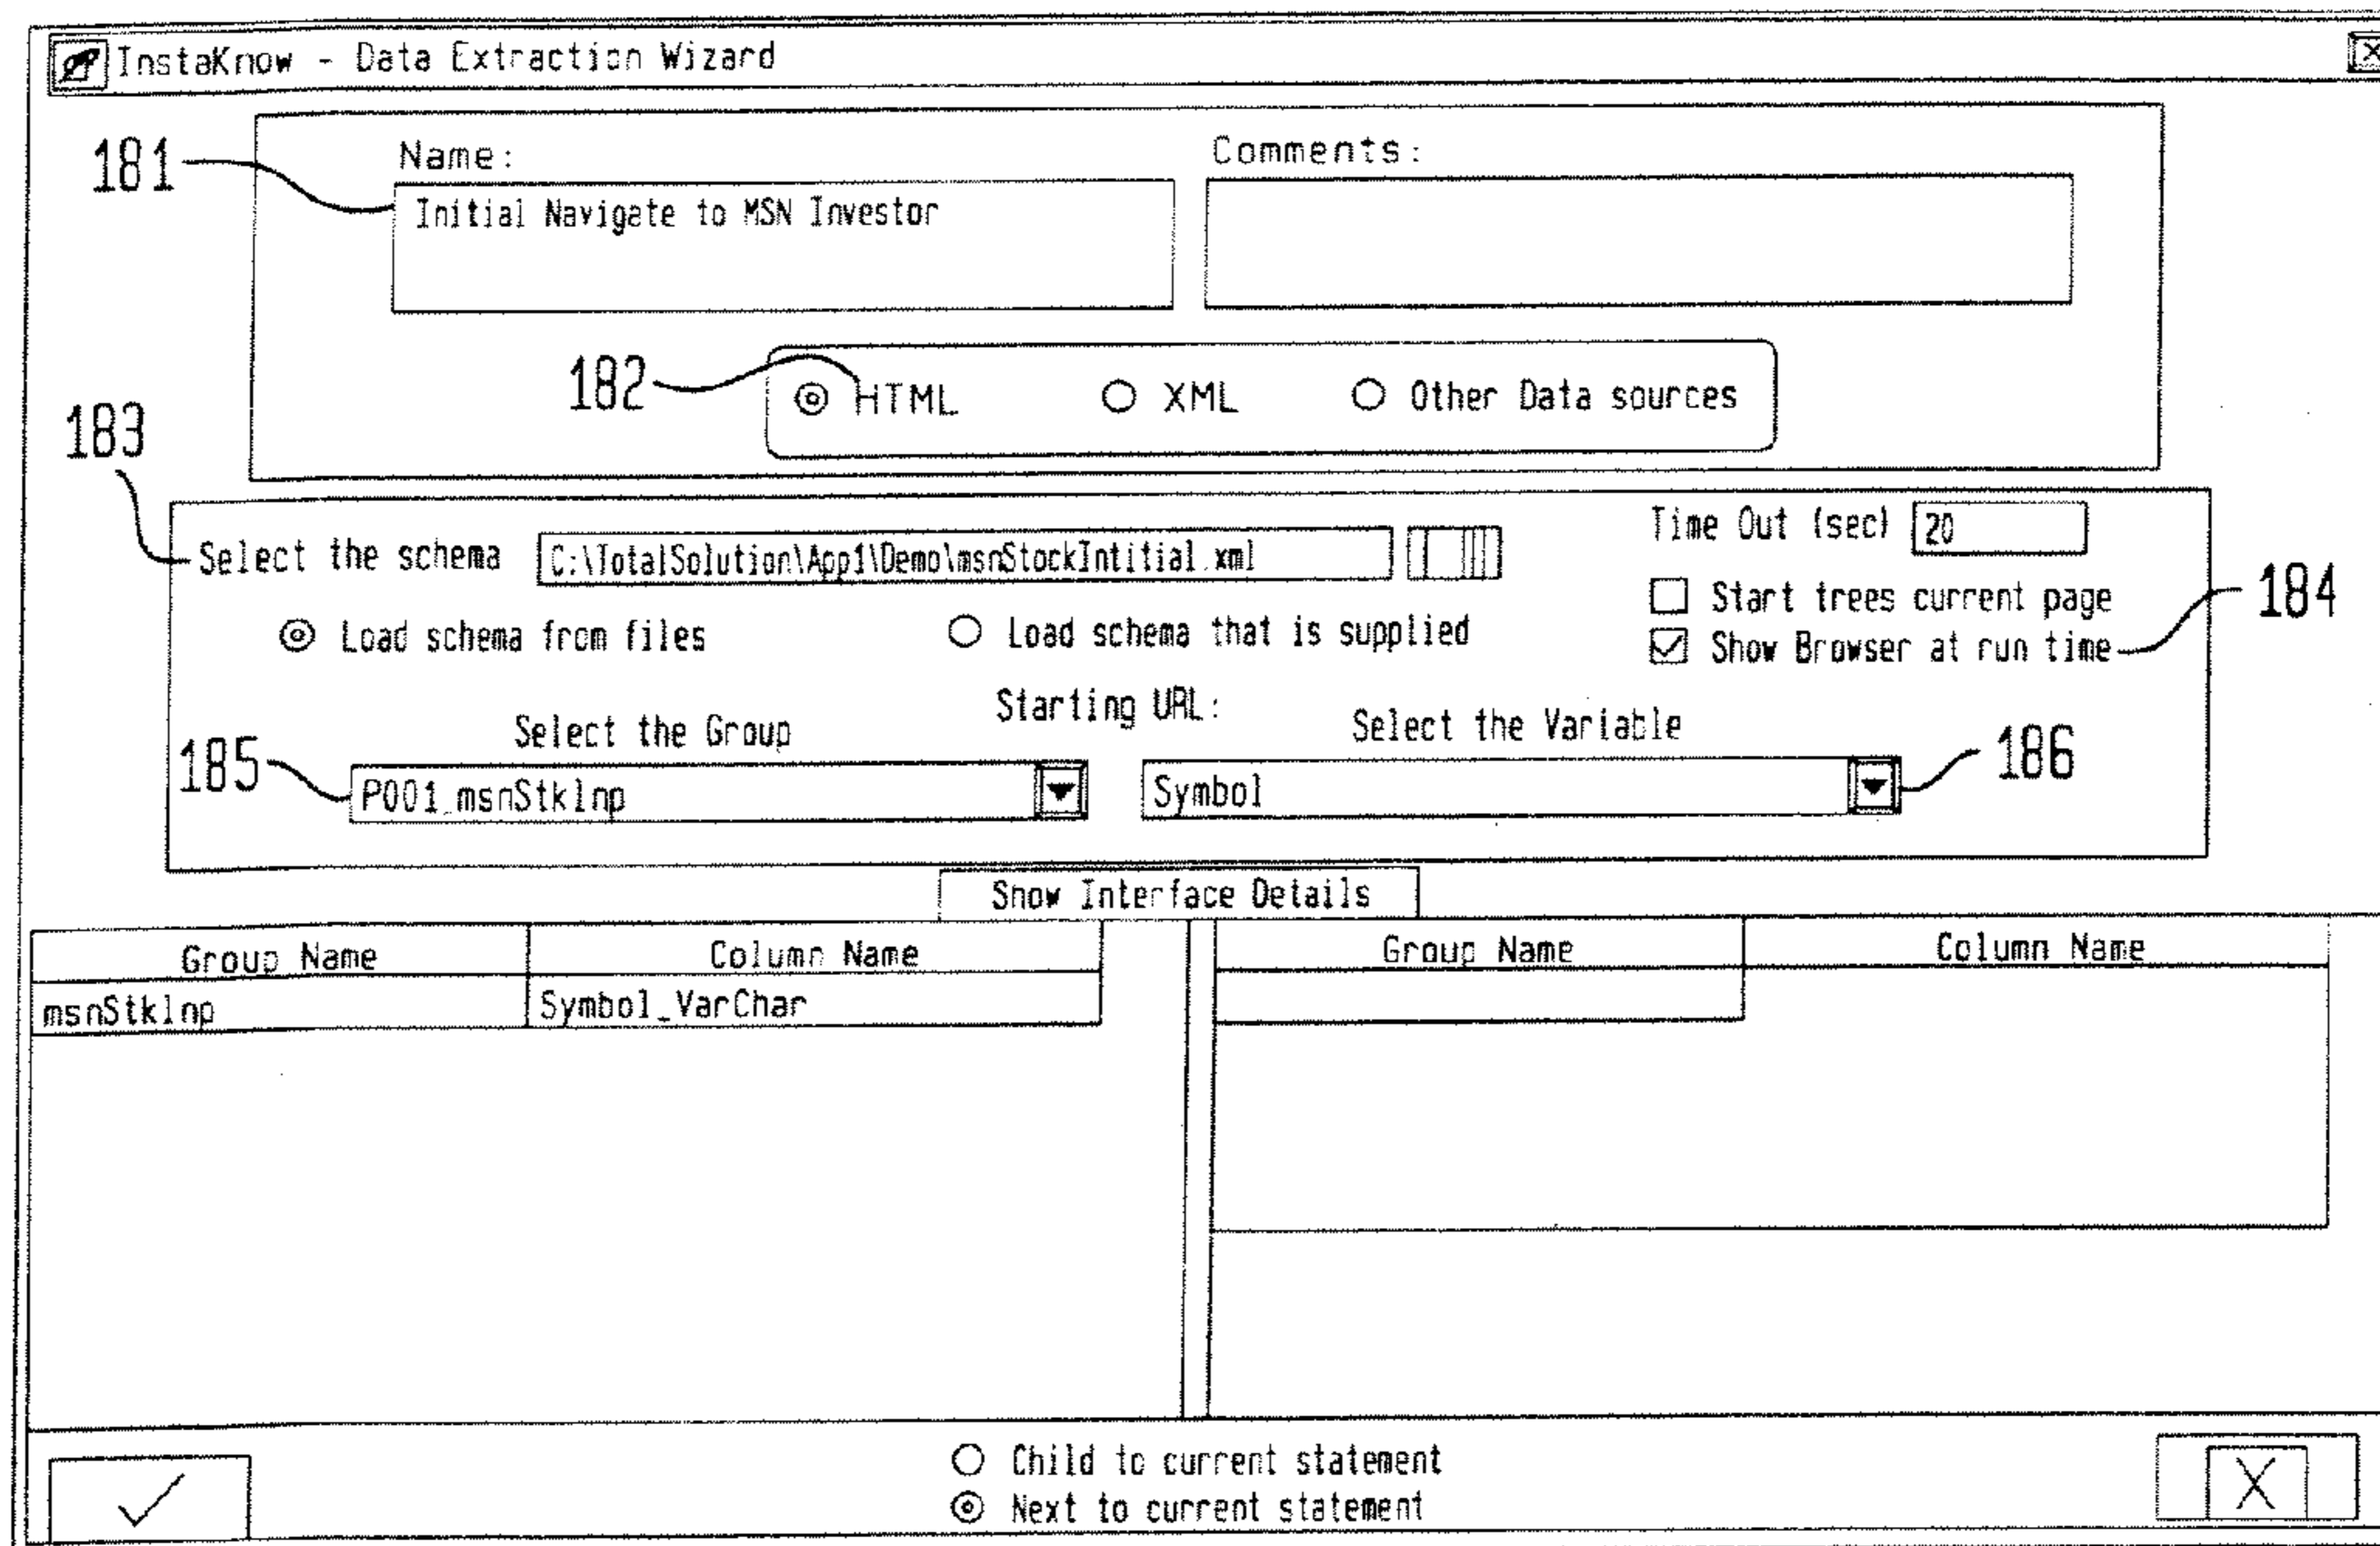 InstaKnow - Data Extraction Wizard
181
Name:
Comments:
Initial Navigate to MSN Investor
182
HTML
XML
Other Data sources
183
Select the schema
C:\TotalSolution\App1\Demo\msnStockIntitial.xml
Time Out (sec)
20
Start trees current page
184
Load schema from files
Load schema that is supplied
Show Browser at run time
Starting URL:
Select the Group
Select the Variable
185
P001_msnStklnp
Symbol
186
Show Interface Details
Group Name
Column Name
Group Name
Column Name
msnStklnp
Symbol_VarChar
Child to current statement
Next to current statement
X